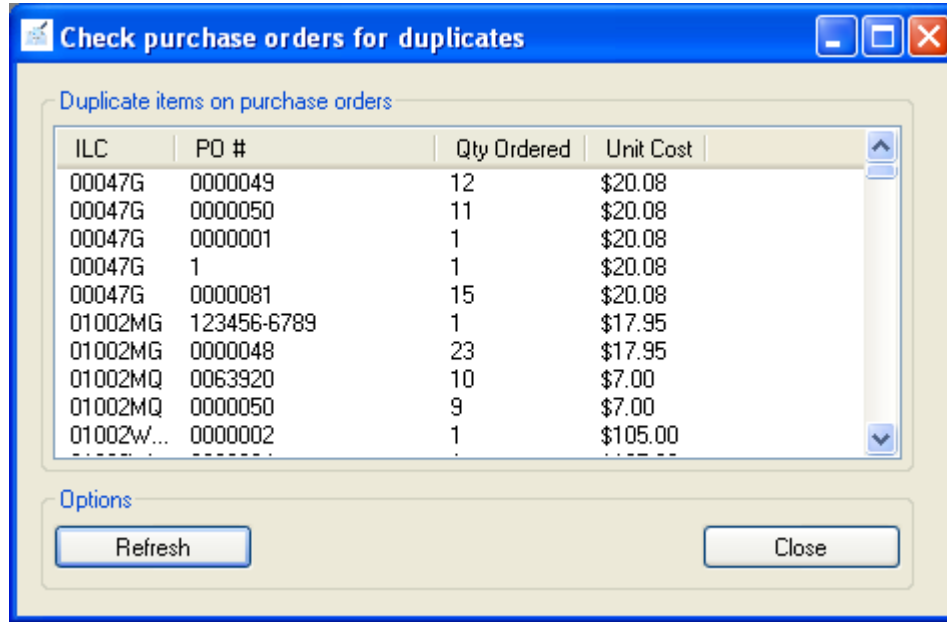 Check purchase orders for duplicates
Duplicate items on purchase orders
ILC PO # Qty Ordered Unit Cost
00047G 0000049 12 $20.08
00047G 0000050 11 $20.08
00047G 0000001 1 $20.08
00047G 1 1 $20.08
00047G 0000081 15 $20.08
01002MG 123456-6789 1 $17.95
01002MG 0000048 23 $17.95
01002MQ 0063920 10 $7.00
01002MQ 0000050 9 $7.00
01002W... 0000002 1 $105.00
Options
Refresh Close